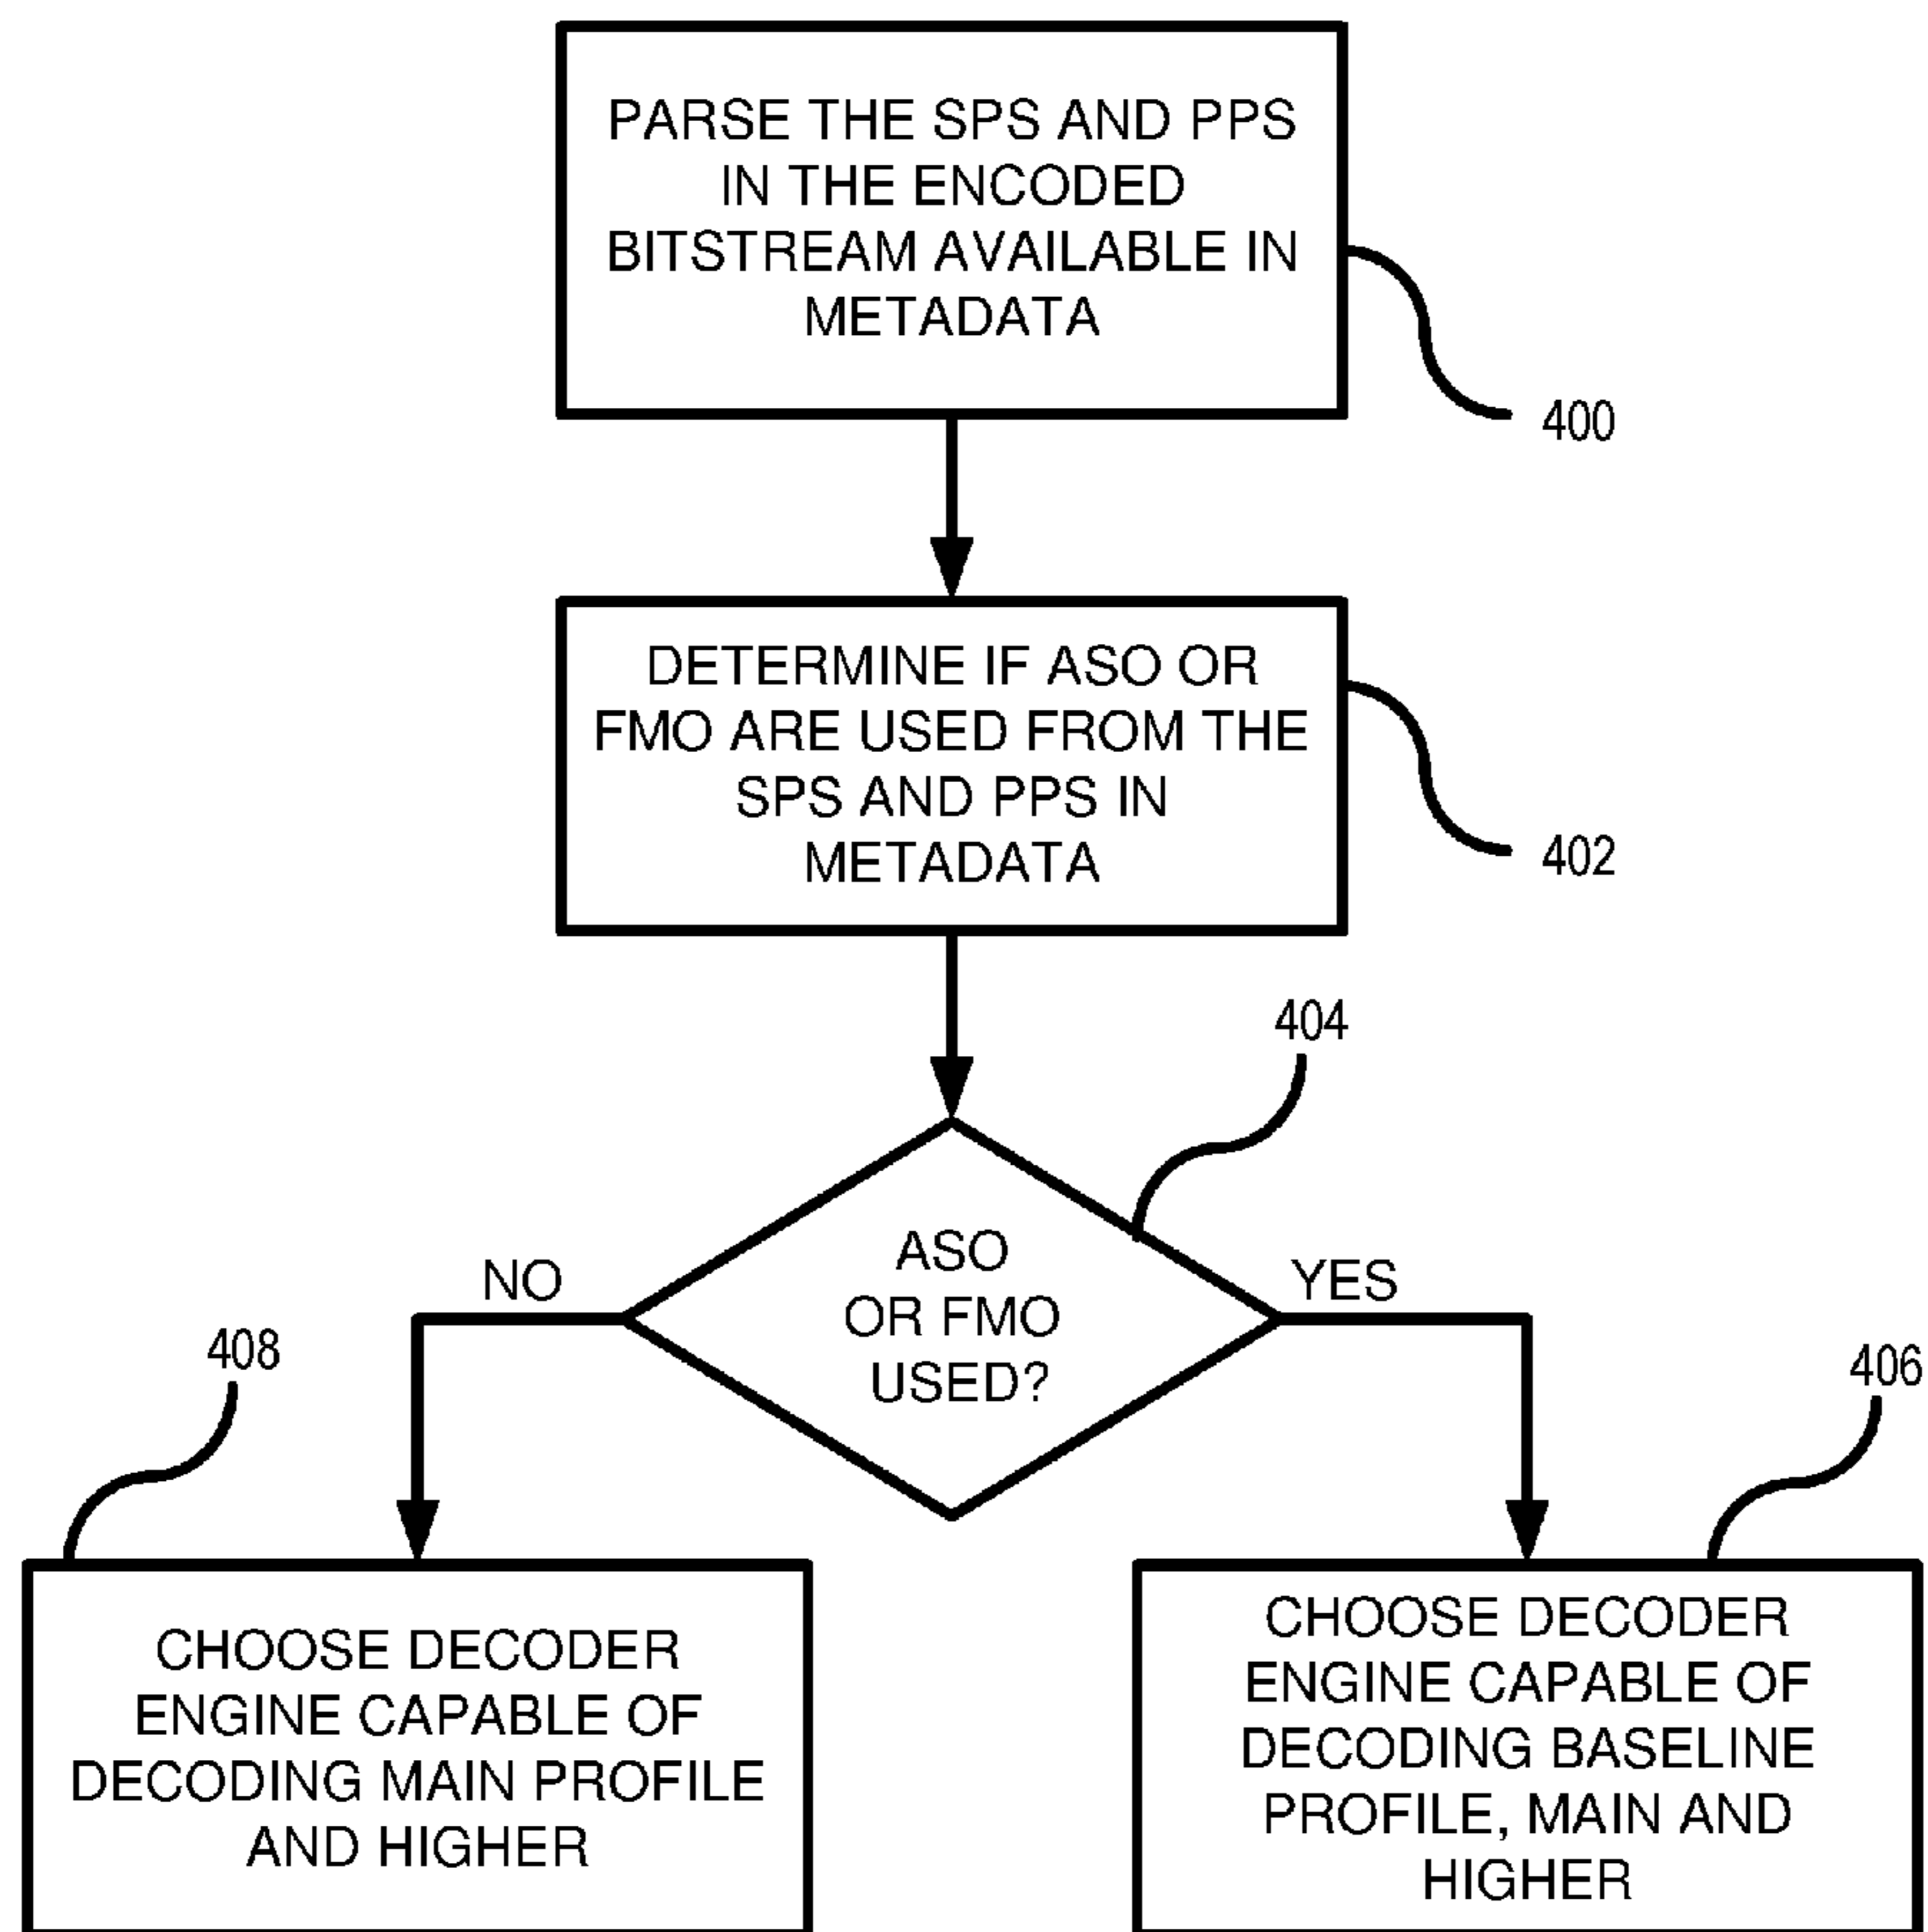 PARSE THE SPS AND PPS
IN THE ENCODED
BITSTREAM AVAILABLE IN
METADATA
400
DETERMINE IF ASO OR
FMO ARE USED FROM THE
SPS AND PPS IN
METADATA
402
404
ASO
OR FMO
USED?
NO
YES
408
406
CHOOSE DECODER
ENGINE CAPABLE OF
DECODING MAIN PROFILE
AND HIGHER
CHOOSE DECODER
ENGINE CAPABLE OF
DECODING BASELINE
PROFILE, MAIN AND
HIGHER